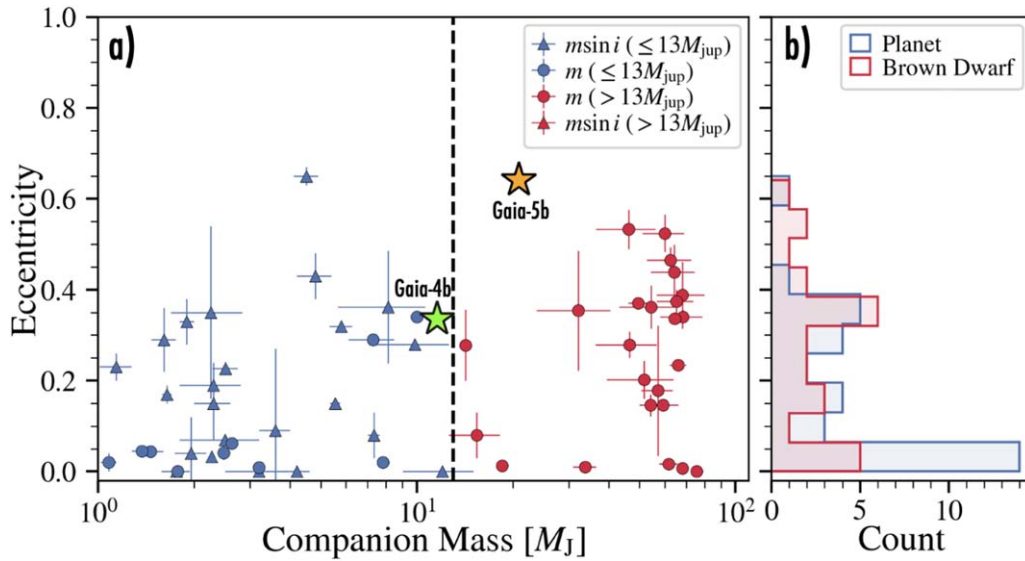 a)
m sin i (≤ 13M_jup)
m (≤ 13M_jup)
m (> 13M_jup)
m sin i (> 13M_jup)
Gaia-5b
Gaia-4b
Eccentricity
1.0
0.8
0.6
0.4
0.2
0.0
10^0
10^1
10^2
Companion Mass [M_J]
b)
Planet
Brown Dwarf
0
5
10
Count